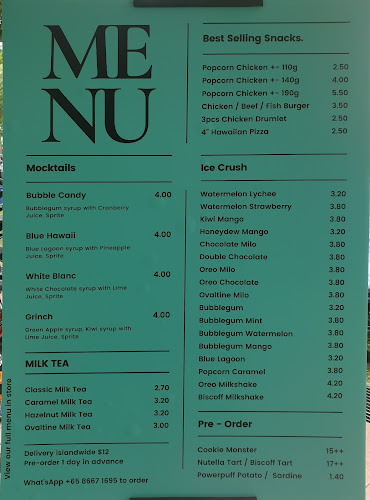 ME
NU
Best Selling Snacks.
Popcorn Chicken +- 110g 2.50
Popcorn Chicken +- 140g 4.00
Popcorn Chicken +- 190g 5.50
Chicken / Beef / Fish Burger 3.50
3pcs Chicken Drumlet 2.50
4" Hawaiian Pizza 2.50
Mocktails
Bubble Candy 4.00
Bubblegum syrup with Cranberry
Juice, Sprite
Blue Hawaii 4.00
Blue Lagoon syrup with Pineapple
Juice, Sprite
White Blanc 4.00
White Chocolate syrup with Lime
Juice, Sprite
Grinch 4.00
Green Apple syrup, Kiwi syrup with
Lime Juice, Sprite
MILK TEA
Classic Milk Tea 2.70
Caramel Milk Tea 3.20
Hazelnut Milk Tea 3.20
Ovaltine Milk Tea 3.00
Delivery islandwide $12
Pre-order 1 day in advance
What'sApp +65 8667 1695 to order
View our full menu in store
Ice Crush
Watermelon Lychee 3.20
Watermelon Strawberry 3.80
Kiwi Mango 3.80
Honeydew Mango 3.20
Chocolate Milo 3.80
Double Chocolate 3.80
Oreo Milo 3.80
Oreo Chocolate 3.80
Ovaltine Milo 3.80
Bubblegum 3.20
Bubblegum Mint 3.80
Bubblegum Watermelon 3.80
Bubblegum Mango 3.80
Blue Lagoon 3.20
Popcorn Caramel 3.80
Oreo Milkshake 4.20
Biscoff Milkshake 4.20
Pre - Order
Cookie Monster 15++
Nutella Tart / Biscoff Tart 17++
Powerpuff Potato / Sardine 1.40